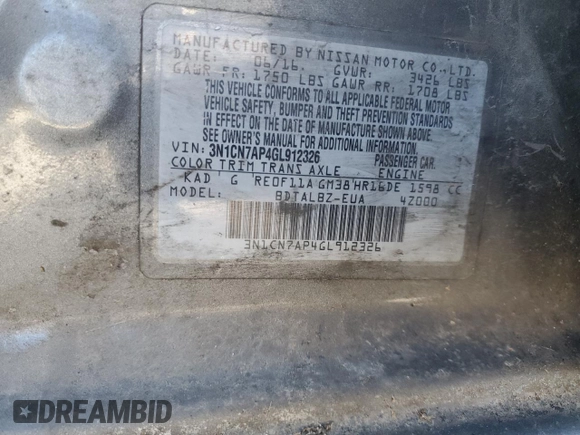 MANUFACTURED BY NISSAN MOTOR CO., LTD.
DATE: 06/16. GVWR: 3426 LBS
GAWR FR: 1750 LBS GAWR RR: 1708 LBS
THIS VEHICLE CONFORMS TO ALL APPLICABLE FEDERAL MOTOR
VEHICLE SAFETY, BUMPER AND THEFT PREVENTION STANDARDS
IN EFFECT ON THE DATE OF MANUFACTURE SHOWN ABOVE.
SEE OWNER'S MANUAL FOR ADDITIONAL INFORMATION.
VIN: 3N1CN7AP4GL912326 PASSENGER CAR
COLOR TRIM TRANS AXLE ENGINE
KAD G RE0F11A GM38 HR16DE 1598 CC
MODEL: BDTALBZ-EUA 42000
3N1CN7AP4GL912326
DREAMBID